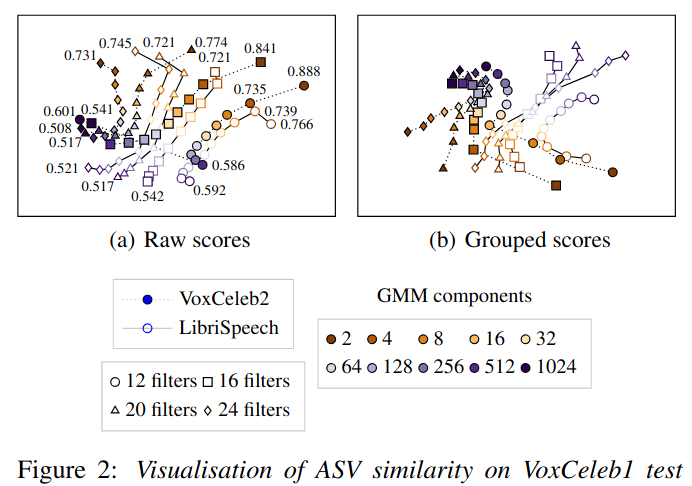 0.745 0.721 0.774
0.731 0.721 0.841
0.888
0.735
0.601 0.541 0.739
0.508 0.766
0.517
0.521 0.586
0.517 0.542 0.592
(a) Raw scores (b) Grouped scores
VoxCeleb2 GMM components
LibriSpeech
2 4 8 16 32
64 128 256 512 1024
12 filters 16 filters
20 filters 24 filters
Figure 2: Visualisation of ASV similarity on VoxCeleb1 test